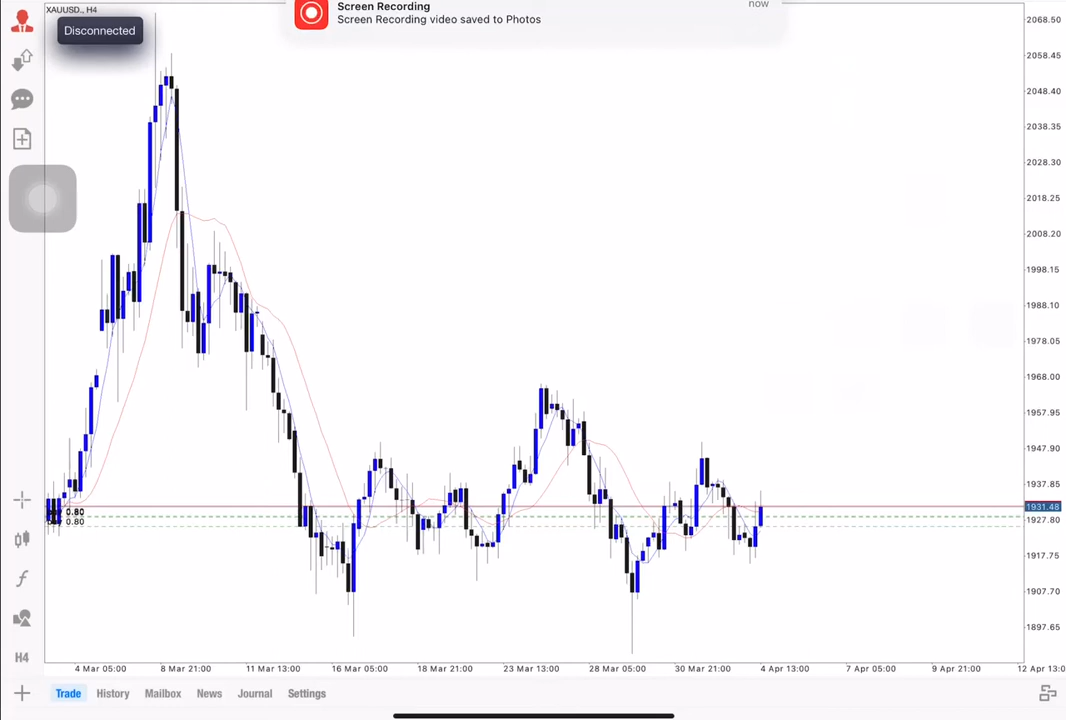 XAUUSD., H4
Disconnected
Screen Recording
now
Screen Recording video saved to Photos
2068.50
2058.45
2048.40
2038.35
2028.30
2018.25
2008.20
1998.15
1988.10
1978.05
1968.00
1957.95
1947.90
1937.85
1931.48
1927.80
1917.75
1907.70
1897.65
0.80
H4
4 Mar 05:00
8 Mar 21:00
11 Mar 13:00
16 Mar 05:00
18 Mar 21:00
23 Mar 13:00
28 Mar 05:00
30 Mar 21:00
4 Apr 13:00
7 Apr 05:00
9 Apr 21:00
12 Apr 13:0
Trade
History
Mailbox
News
Journal
Settings